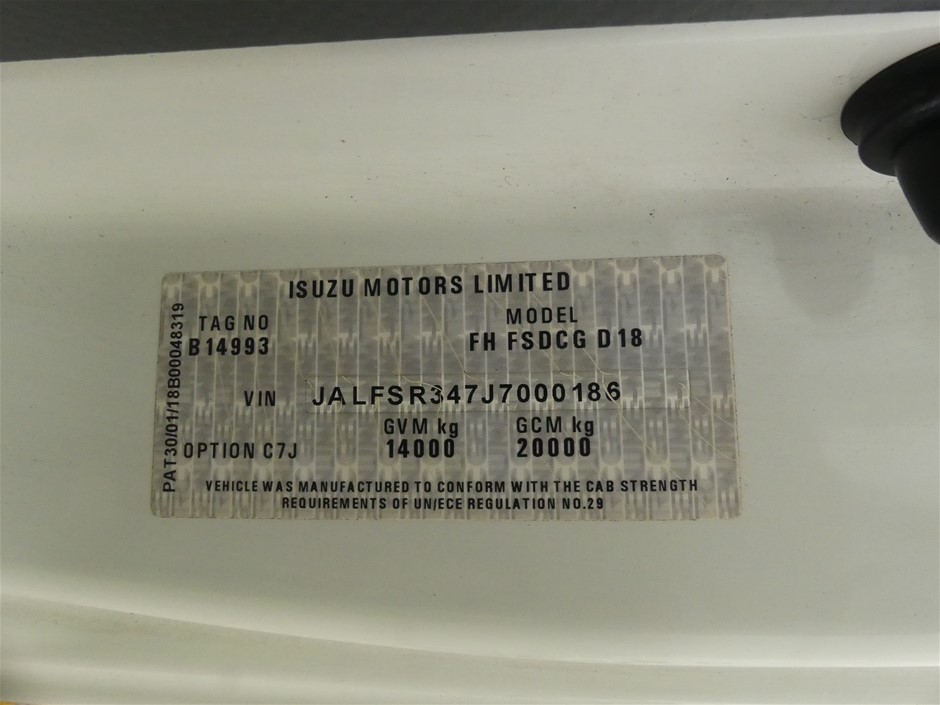 ISUZU MOTORS LIMITED
TAG NO
B14993
MODEL
FH FSDCG D18
VIN JALFSR347J7000186
OPTION C7J
GVM kg
14000
GCM kg
20000
VEHICLE WAS MANUFACTURED TO CONFORM WITH THE CAB STRENGTH
REQUIREMENTS OF UN/ECE REGULATION NO.29
PAT30/01/18B00048319